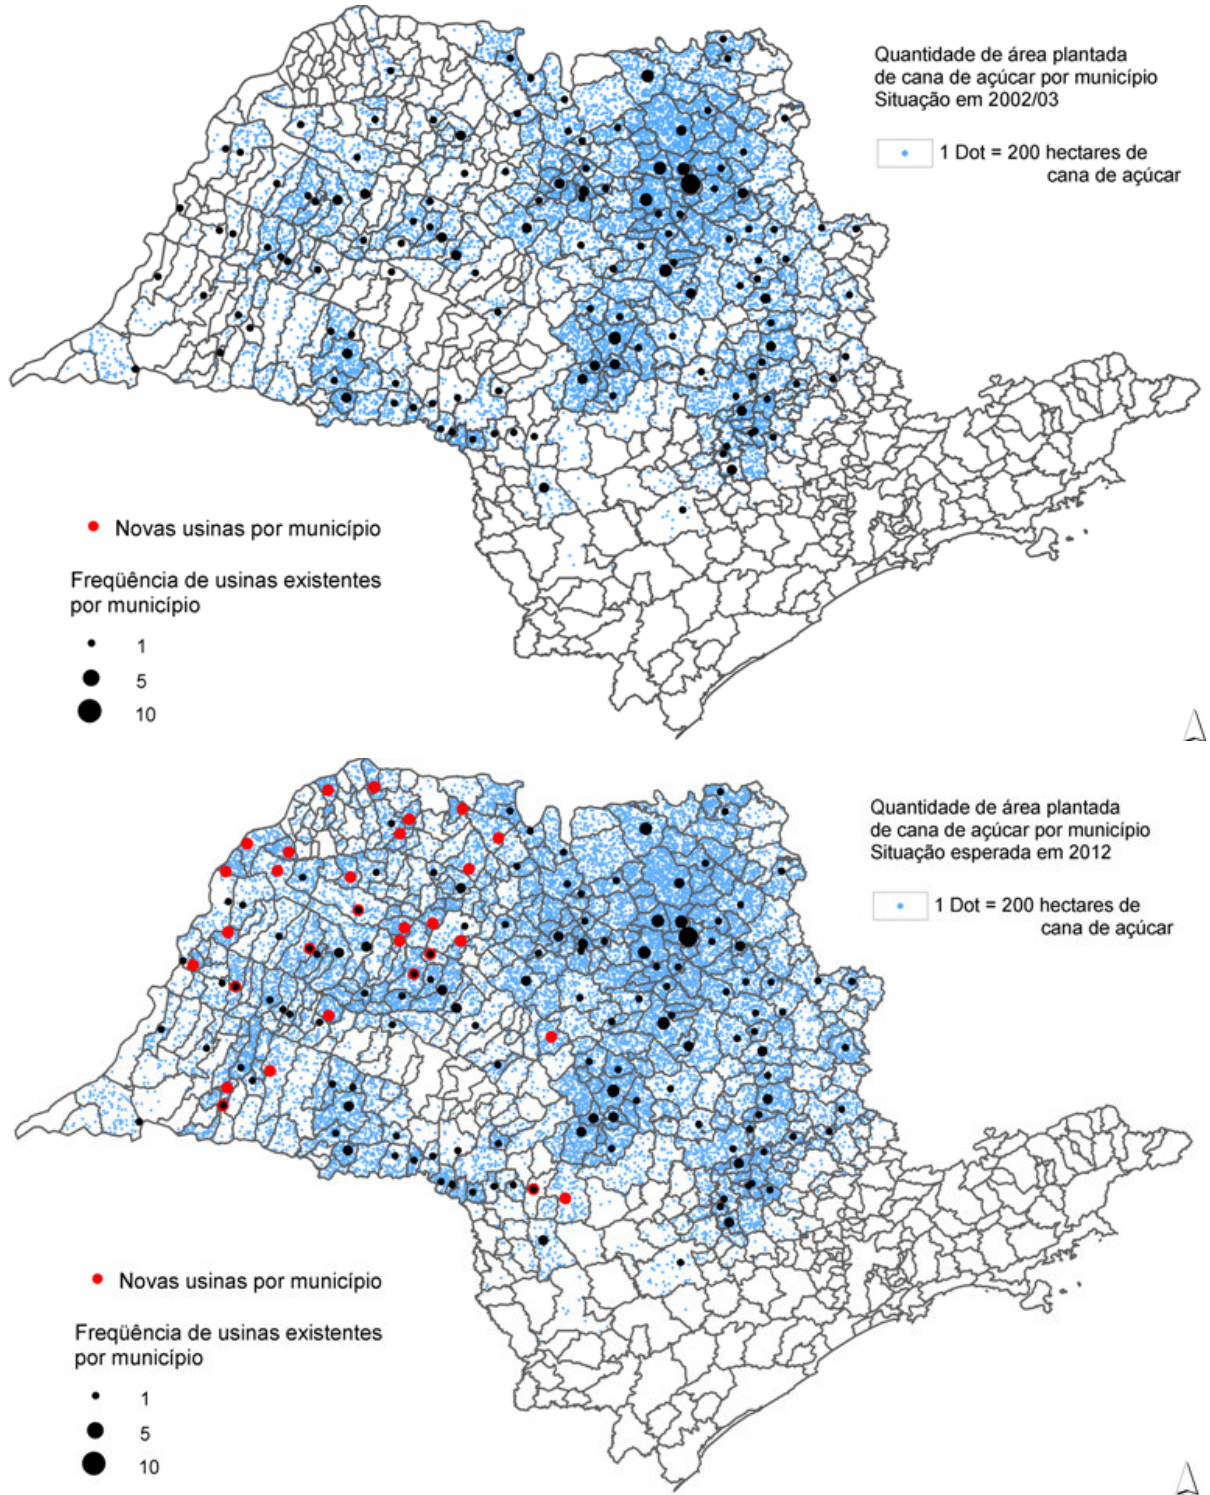 Quantidade de área plantada
de cana de açúcar por município
Situação em 2002/03
1 Dot = 200 hectares de
cana de açúcar
Novas usinas por município
Freqüência de usinas existentes
por município
1
5
10
Quantidade de área plantada
de cana de açúcar por município
Situação esperada em 2012
1 Dot = 200 hectares de
cana de açúcar
Novas usinas por município
Freqüência de usinas existentes
por município
1
5
10